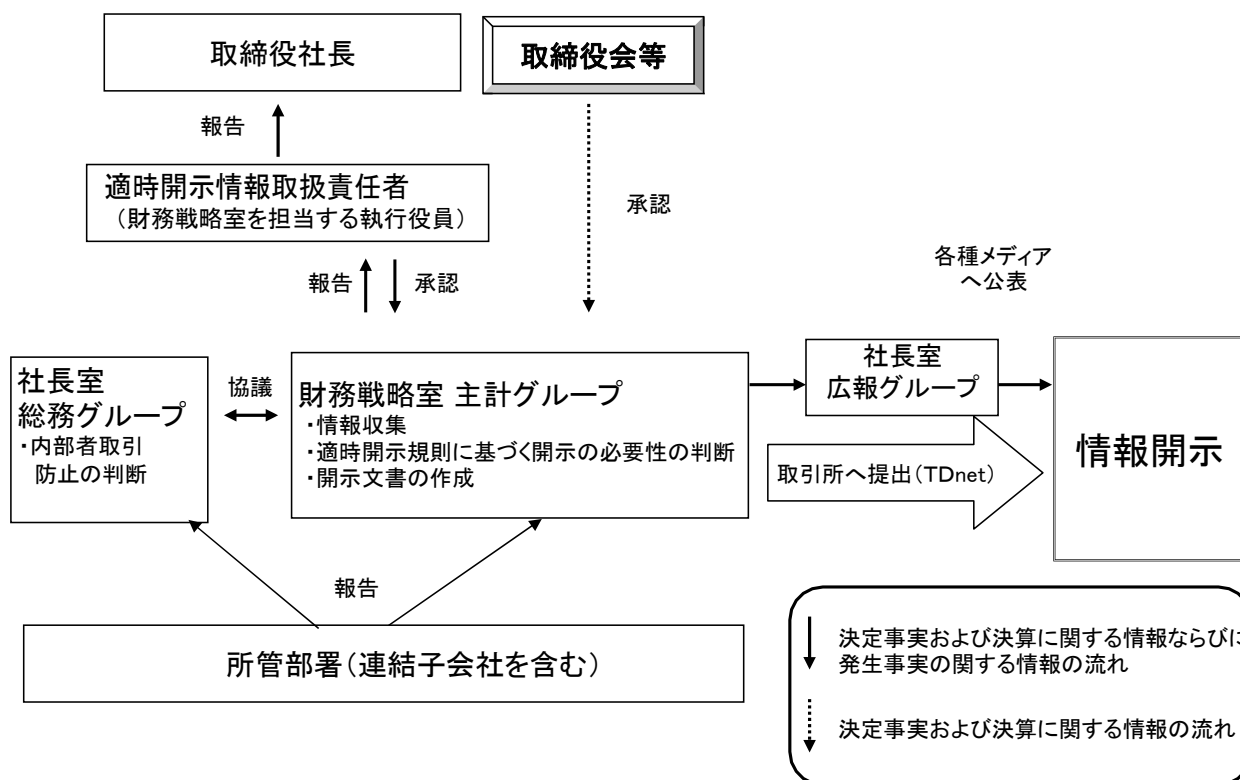 取締役社長
取締役会等
報告
適時開示情報取扱責任者
（財務戦略室を担当する執行役員）
承認
報告
承認
各種メディア
へ公表
社長室
総務グループ
・内部者取引
防止の判断
協議
財務戦略室 主計グループ
・情報収集
・適時開示規則に基づく開示の必要性の判断
・開示文書の作成
社長室
広報グループ
取引所へ提出（TDnet）
情報開示
報告
所管部署（連結子会社を含む）
決定事実および決算に関する情報ならびに
発生事実の関する情報の流れ
決定事実および決算に関する情報の流れ